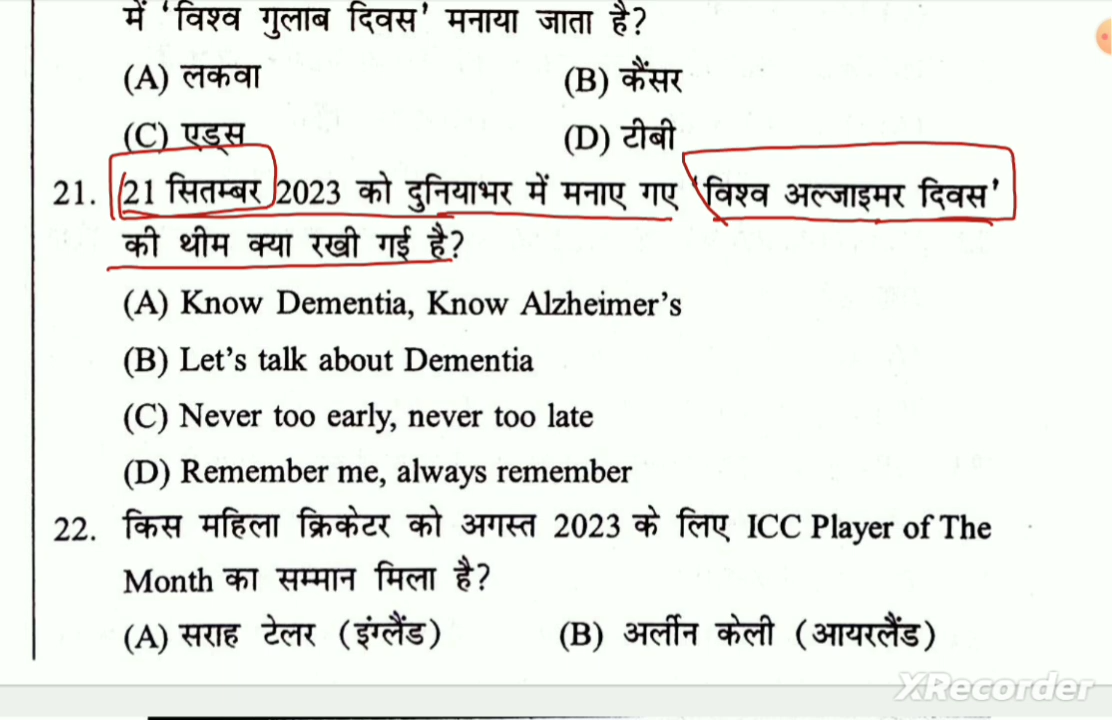 में ‘विश्व गुलाब दिवस’ मनाया जाता है?
(A) लकवा (B) कैंसर
(C) एड्स (D) टीबी
21. 21 सितम्बर 2023 को दुनियाभर में मनाए गए ‘विश्व अल्जाइमर दिवस’
की थीम क्या रखी गई है?
(A) Know Dementia, Know Alzheimer’s
(B) Let’s talk about Dementia
(C) Never too early, never too late
(D) Remember me, always remember
22. किस महिला क्रिकेटर को अगस्त 2023 के लिए ICC Player of The
Month का सम्मान मिला है?
(A) सराह टेलर (इंग्लैंड) (B) अर्लीन केली (आयरलैंड)
XRecorder